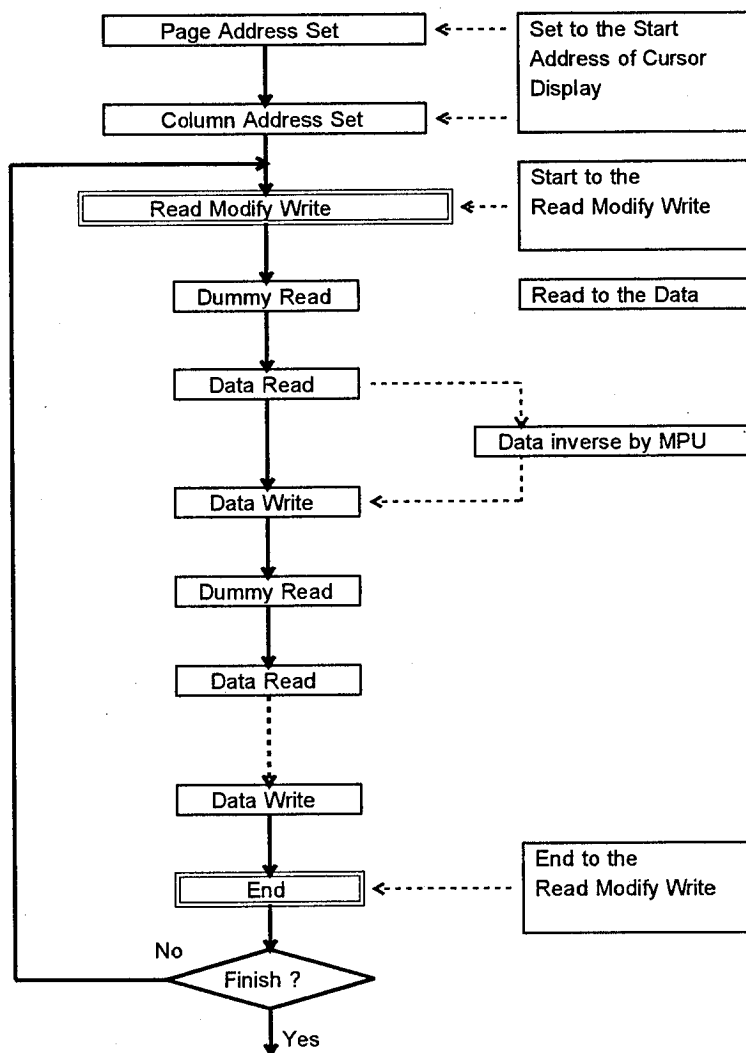 Page Address Set
Set to the Start
Address of Cursor
Display
Column Address Set
Start to the
Read Modify Write
Read Modify Write
Dummy Read
Read to the Data
Data Read
Data inverse by MPU
Data Write
Dummy Read
Data Read
Data Write
End to the
Read Modify Write
End
No
Finish ?
Yes